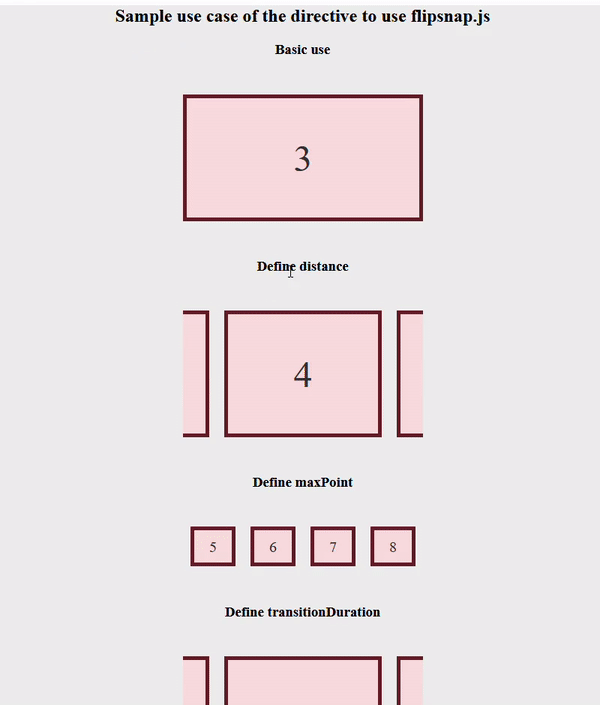 Sample use case of the directive to use flipsnap.js
Basic use
3
Define distance
4
Define maxPoint
5 6 7 8
Define transitionDuration